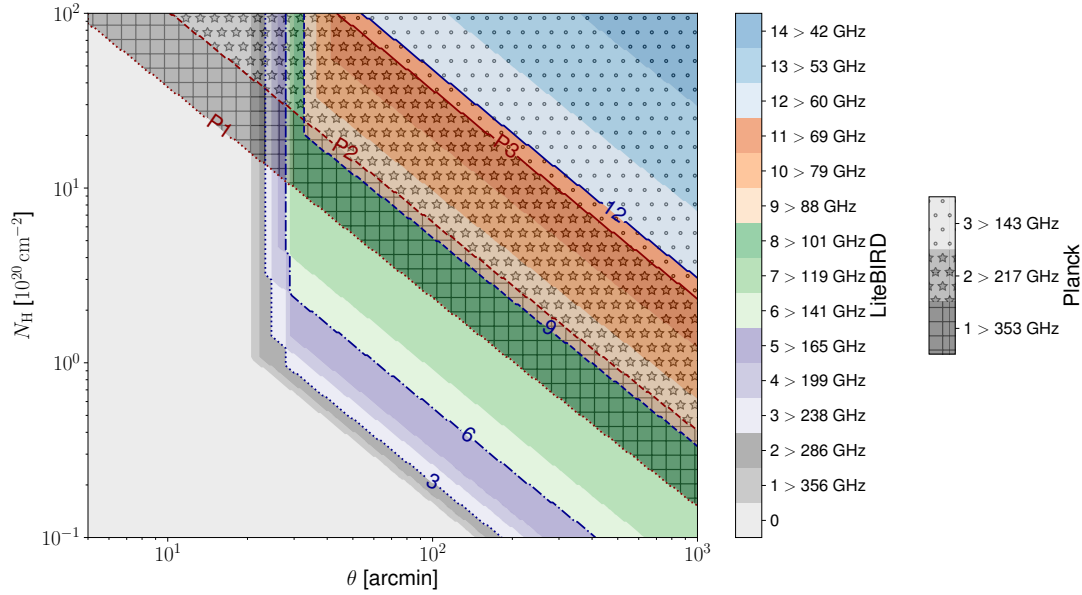 10²
10¹
10⁰
10⁻¹
N_H [10²⁰ cm⁻²]
10¹
10²
10³
θ [arcmin]
P1
P2
P3
12
9
6
3
14 > 42 GHz
13 > 53 GHz
12 > 60 GHz
11 > 69 GHz
10 > 79 GHz
9 > 88 GHz
8 > 101 GHz
7 > 119 GHz
6 > 141 GHz
5 > 165 GHz
4 > 199 GHz
3 > 238 GHz
2 > 286 GHz
1 > 356 GHz
0
LiteBIRD
3 > 143 GHz
2 > 217 GHz
1 > 353 GHz
Planck